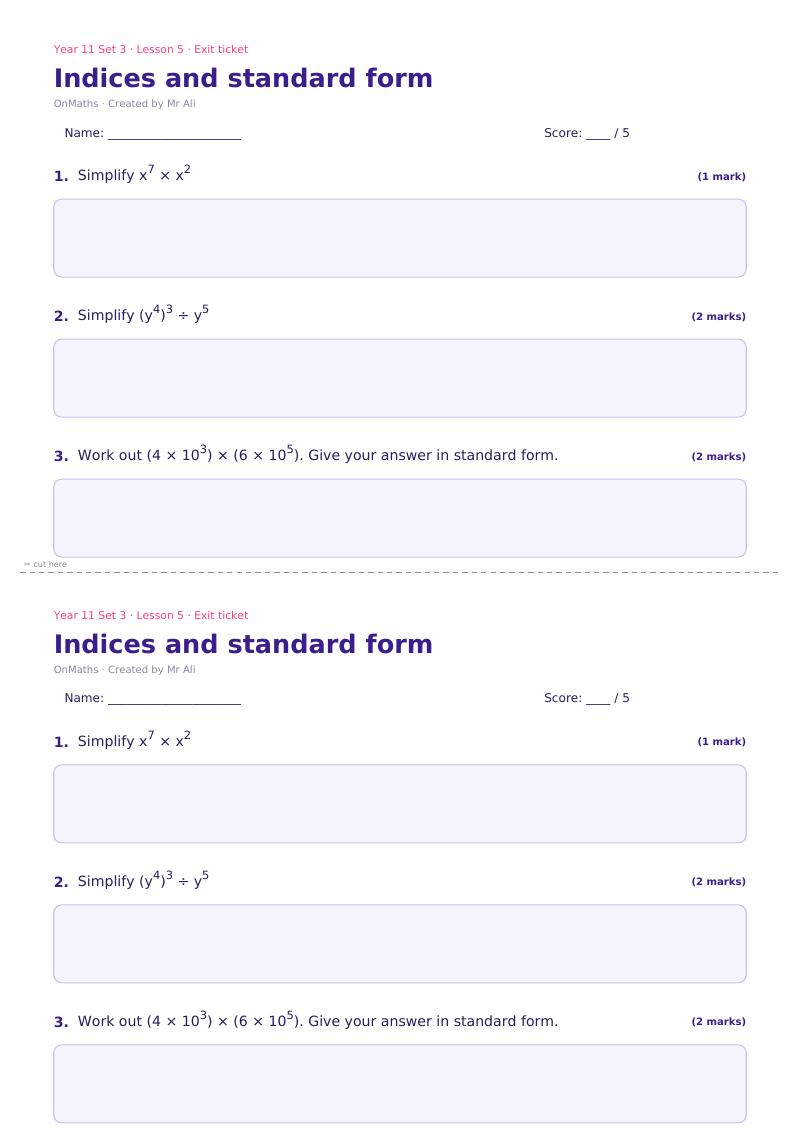 Year 11 Set 3 · Lesson 5 · Exit ticket
Indices and standard form
OnMaths · Created by Mr Ali
Name: ______________________ Score: ____ / 5
1. Simplify x⁷ × x² (1 mark)
2. Simplify (y⁴)³ ÷ y⁵ (2 marks)
3. Work out (4 × 10³) × (6 × 10⁵). Give your answer in standard form. (2 marks)
✂ cut here
Year 11 Set 3 · Lesson 5 · Exit ticket
Indices and standard form
OnMaths · Created by Mr Ali
Name: ______________________ Score: ____ / 5
1. Simplify x⁷ × x² (1 mark)
2. Simplify (y⁴)³ ÷ y⁵ (2 marks)
3. Work out (4 × 10³) × (6 × 10⁵). Give your answer in standard form. (2 marks)